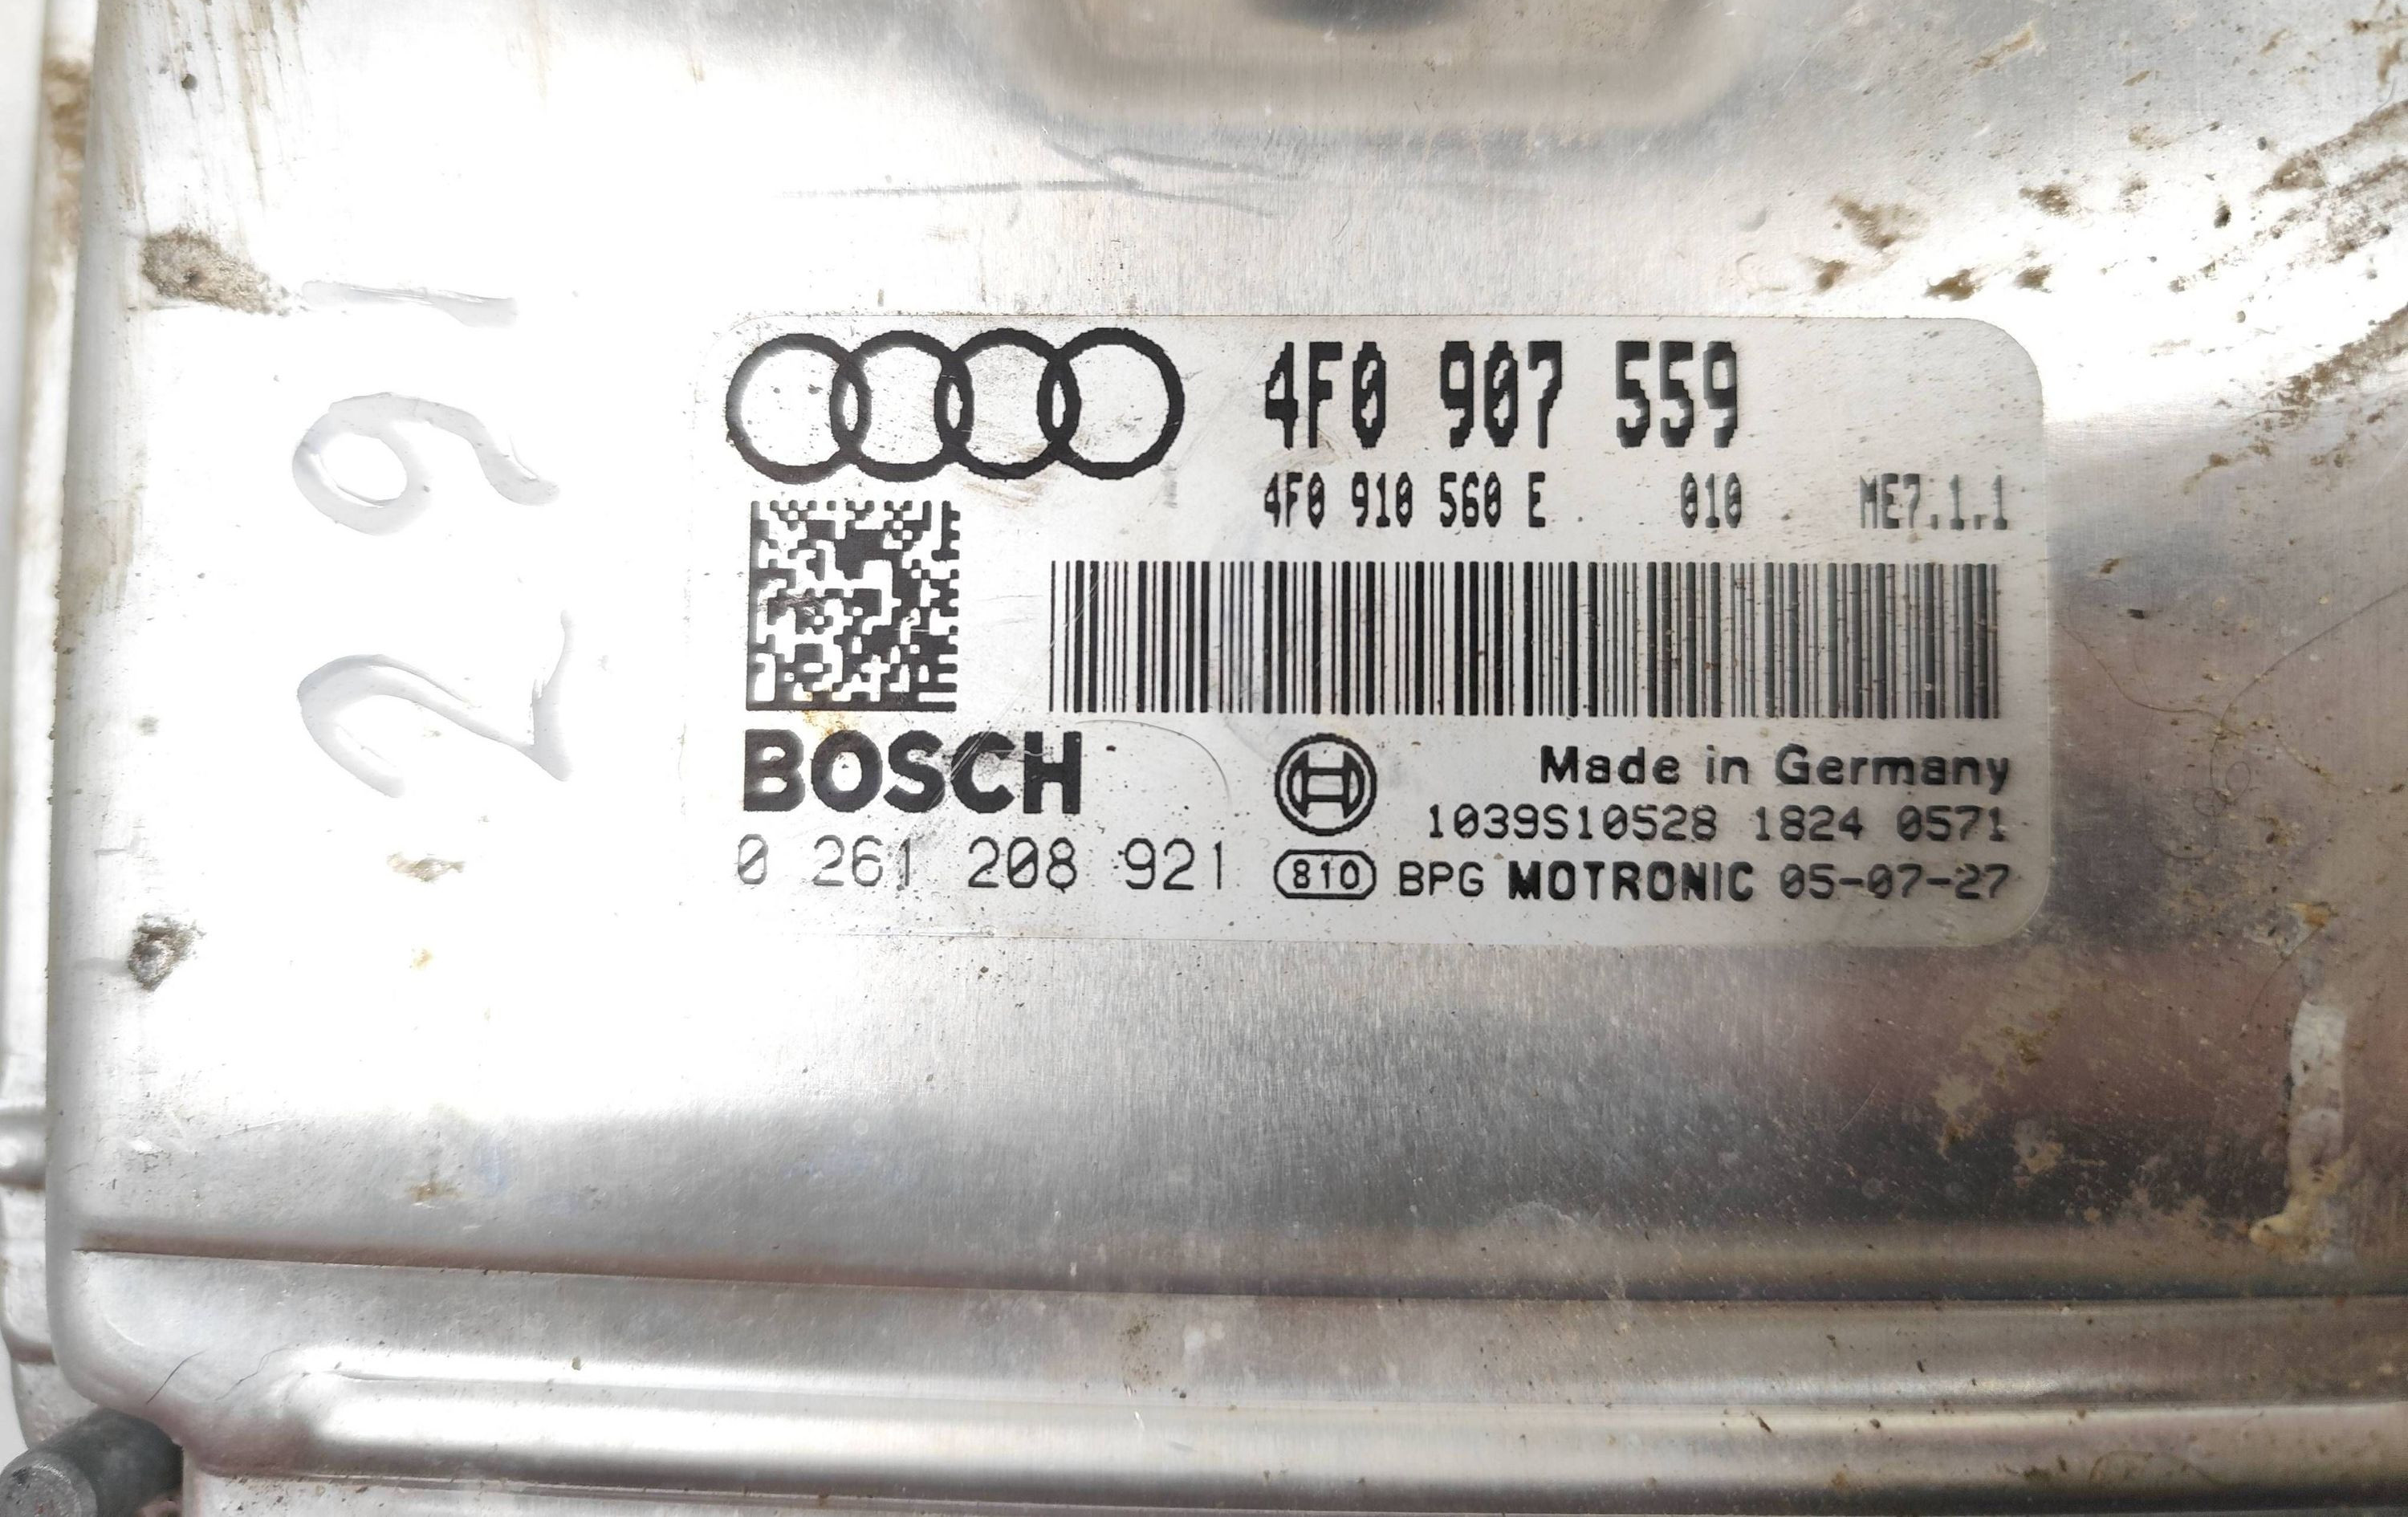 291
4F0 907 559
4F0 910 560 E 010 ME7.1.1
BOSCH
Made in Germany
1039S10528 1824 0571
0 261 208 921
810 BPG MOTRONIC 05-07-27